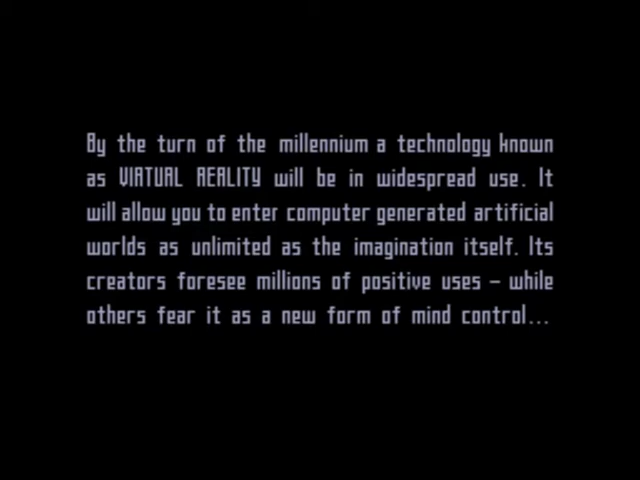 By the turn of the millennium a technology known
as VIRTUAL REALITY will be in widespread use. It
will allow you to enter computer generated artificial
worlds as unlimited as the imagination itself. Its
creators foresee millions of positive uses – while
others fear it as a new form of mind control...